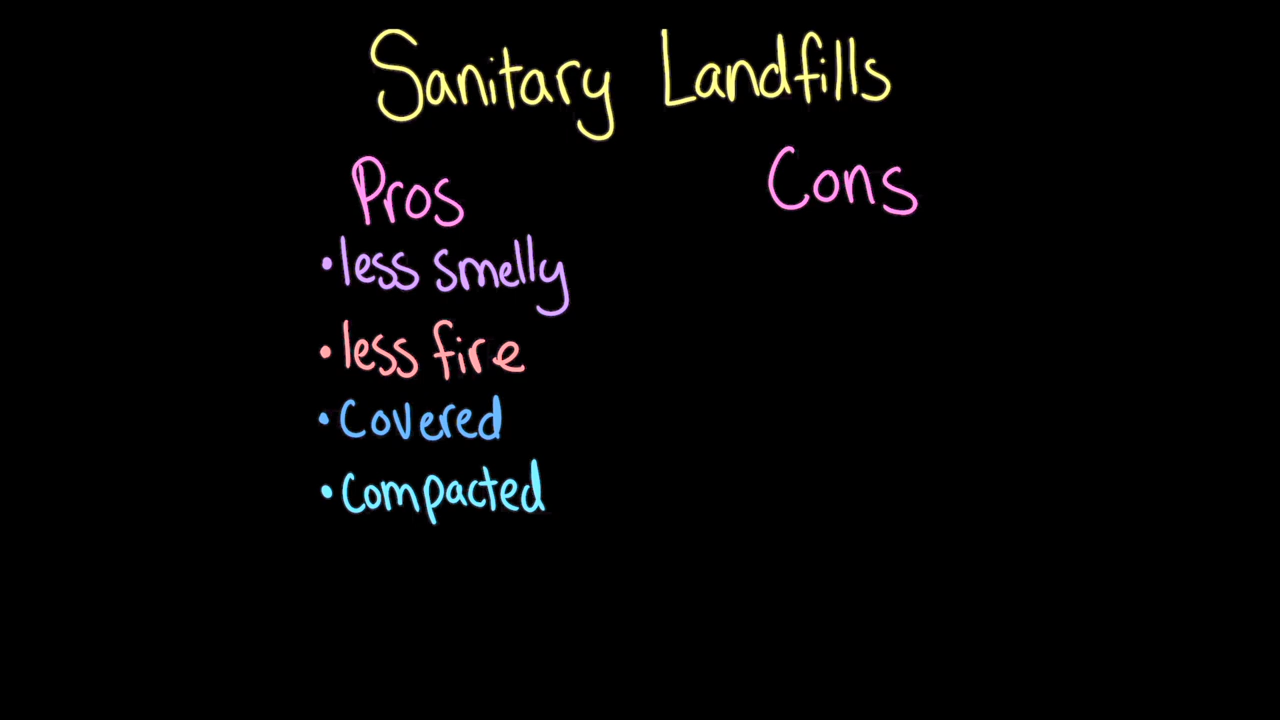 Sanitary Landfills
Pros
Cons
• less smelly
• less fire
• Covered
• Compacted